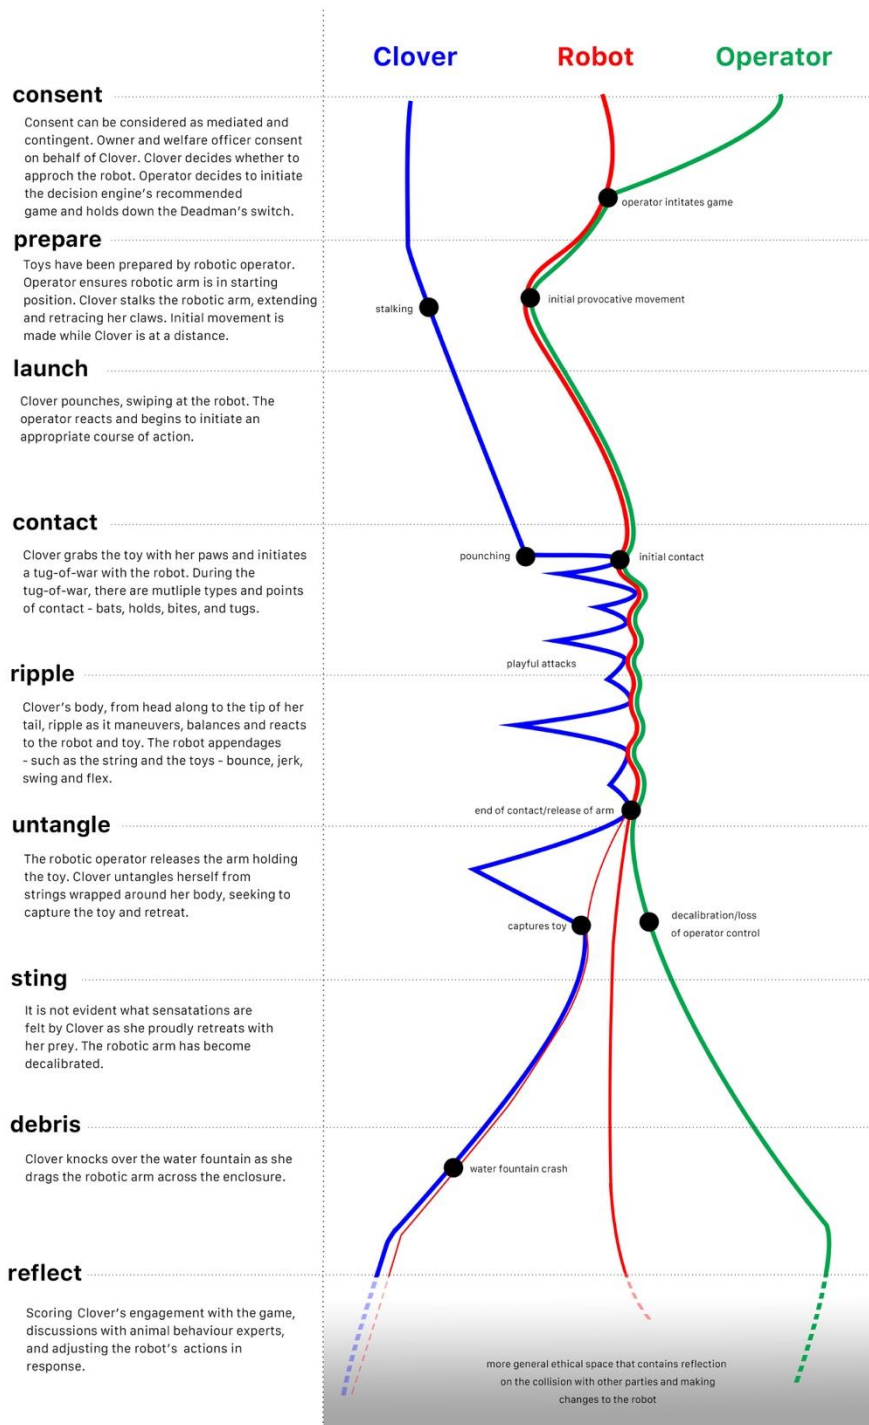 Clover
Robot
Operator
consent
Consent can be considered as mediated and
contingent. Owner and welfare officer consent
on behalf of Clover. Clover decides whether to
approch the robot. Operator decides to initiate
the decision engine's recommended
game and holds down the Deadman's switch.
operator intitates game
prepare
Toys have been prepared by robotic operator.
Operator ensures robotic arm is in starting
position. Clover stalks the robotic arm, extending
and retracing her claws. Initial movement is
made while Clover is at a distance.
stalking
initial provocative movement
launch
Clover pounches, swiping at the robot. The
operator reacts and begins to initiate an
appropriate course of action.
contact
Clover grabs the toy with her paws and initiates
a tug-of-war with the robot. During the
tug-of-war, there are mutliple types and points
of contact - bats, holds, bites, and tugs.
pounching
initial contact
playful attacks
ripple
Clover's body, from head along to the tip of her
tail, ripple as it maneuvers, balances and reacts
to the robot and toy. The robot appendages
- such as the string and the toys - bounce, jerk,
swing and flex.
end of contact/release of arm
untangle
The robotic operator releases the arm holding
the toy. Clover untangles herself from
strings wrapped around her body, seeking to
capture the toy and retreat.
captures toy
decalibration/loss
of operator control
sting
It is not evident what sensatations are
felt by Clover as she proudly retreats with
her prey. The robotic arm has become
decalibrated.
debris
Clover knocks over the water fountain as she
drags the robotic arm across the enclosure.
water fountain crash
reflect
Scoring Clover's engagement with the game,
discussions with animal behaviour experts,
and adjusting the robot's actions in
response.
more general ethical space that contains reflection
on the collision with other parties and making
changes to the robot